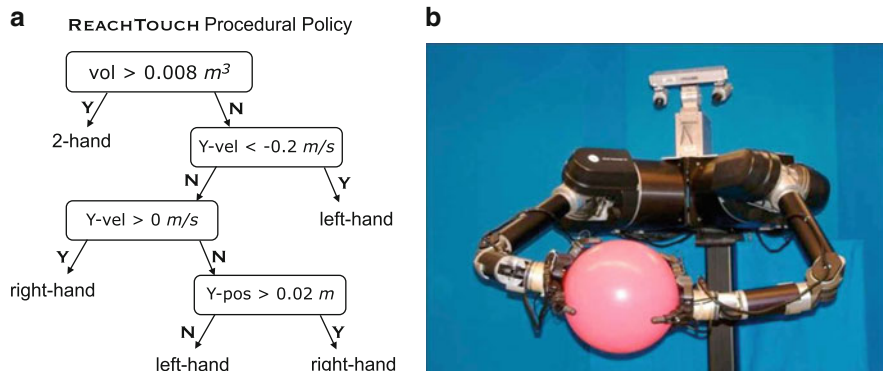 a
REACHTOUCH Procedural Policy
vol > 0.008 m³
Y
N
2-hand
Y-vel < -0.2 m/s
N
Y
Y-vel > 0 m/s
left-hand
Y
N
right-hand
Y-pos > 0.02 m
N
Y
left-hand
right-hand
b